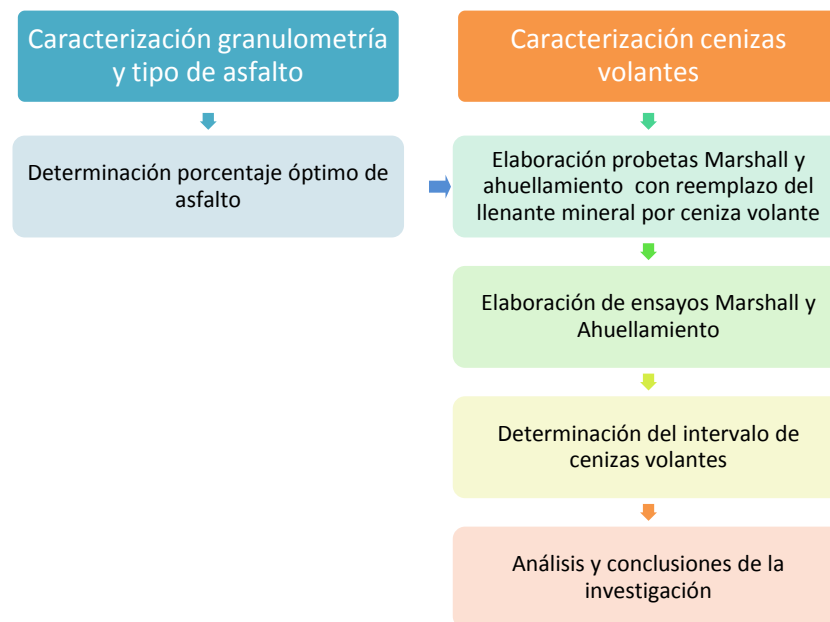 Caracterización granulometría
y tipo de asfalto
Determinación porcentaje óptimo de
asfalto
Caracterización cenizas
volantes
Elaboración probetas Marshall y
ahuellamiento con reemplazo del
llenante mineral por ceniza volante
Elaboración de ensayos Marshall y
Ahuellamiento
Determinación del intervalo de
cenizas volantes
Análisis y conclusiones de la
investigación